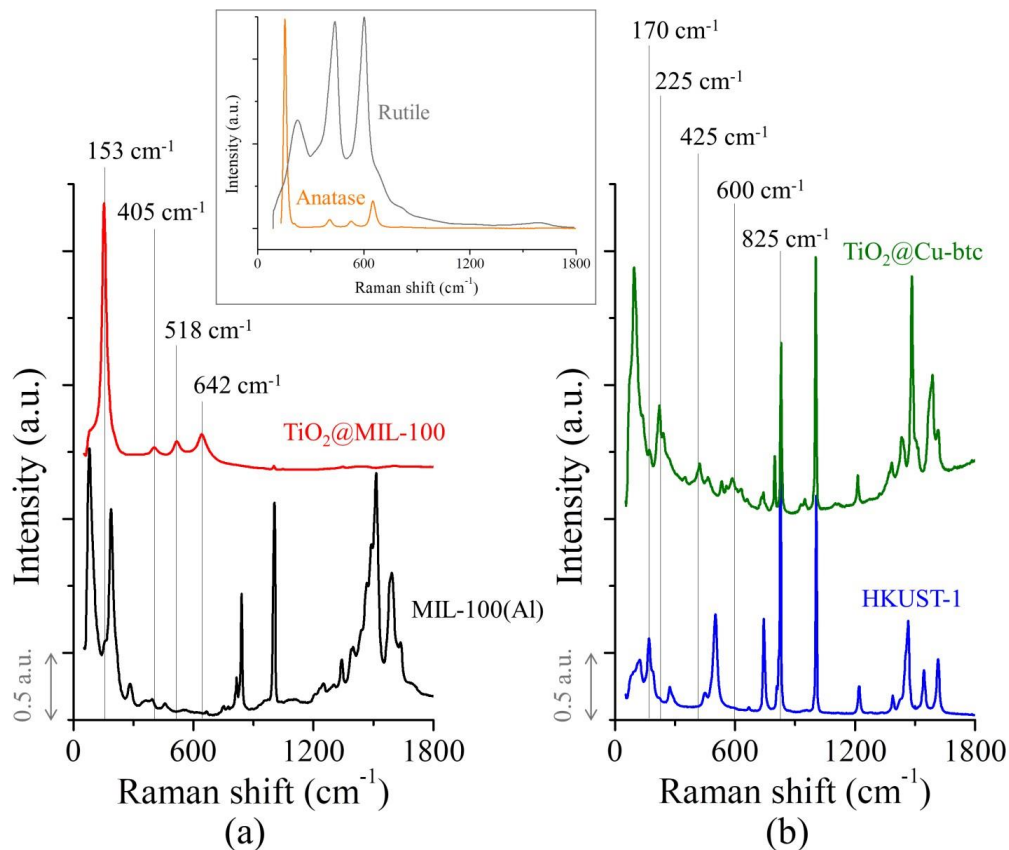 Intensity (a.u.)
Rutile
Anatase
0
600
1200
1800
Raman shift (cm-1)
153 cm-1
405 cm-1
518 cm-1
642 cm-1
TiO2@MIL-100
MIL-100(Al)
Intensity (a.u.)
0.5 a.u.
0
600
1200
1800
Raman shift (cm-1)
(a)
170 cm-1
225 cm-1
425 cm-1
600 cm-1
825 cm-1
TiO2@Cu-btc
HKUST-1
Intensity (a.u.)
0.5 a.u.
0
600
1200
1800
Raman shift (cm-1)
(b)